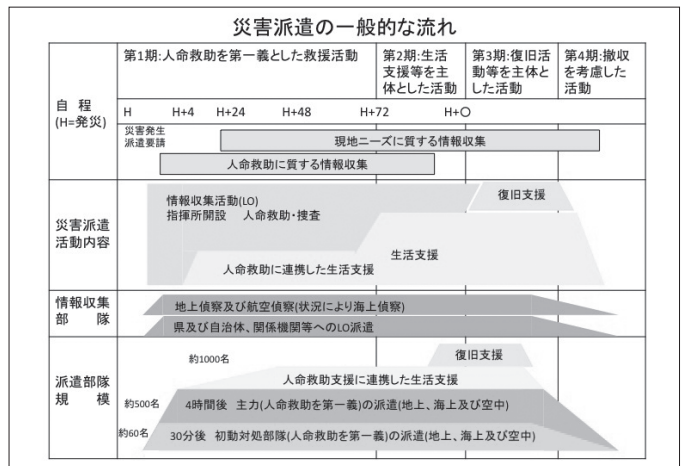 災害派遣の一般的な流れ
自 程
(H=発災)
第1期:人命救助を第一義とした救援活動
第2期:生活
支援等を主
体とした活動
第3期:復旧活
動等を主体と
した活動
第4期:撤収
を考慮した
活動
H H+4 H+24 H+48 H+72 H+○
災害発生
派遣要請
現地ニーズに質する情報収集
人命救助に質する情報収集
災害派遣
活動内容
情報収集活動(LO)
指揮所開設 人命救助・捜査
復旧支援
生活支援
人命救助に連携した生活支援
情報収集
部 隊
地上偵察及び航空偵察(状況により海上偵察)
県及び自治体、関係機関等へのLO派遣
派遣部隊
規 模
約1000名
復旧支援
人命救助支援に連携した生活支援
約500名
4時間後 主力(人命救助を第一義)の派遣(地上、海上及び空中)
約60名
30分後 初動対処部隊(人命救助を第一義)の派遣(地上、海上及び空中)